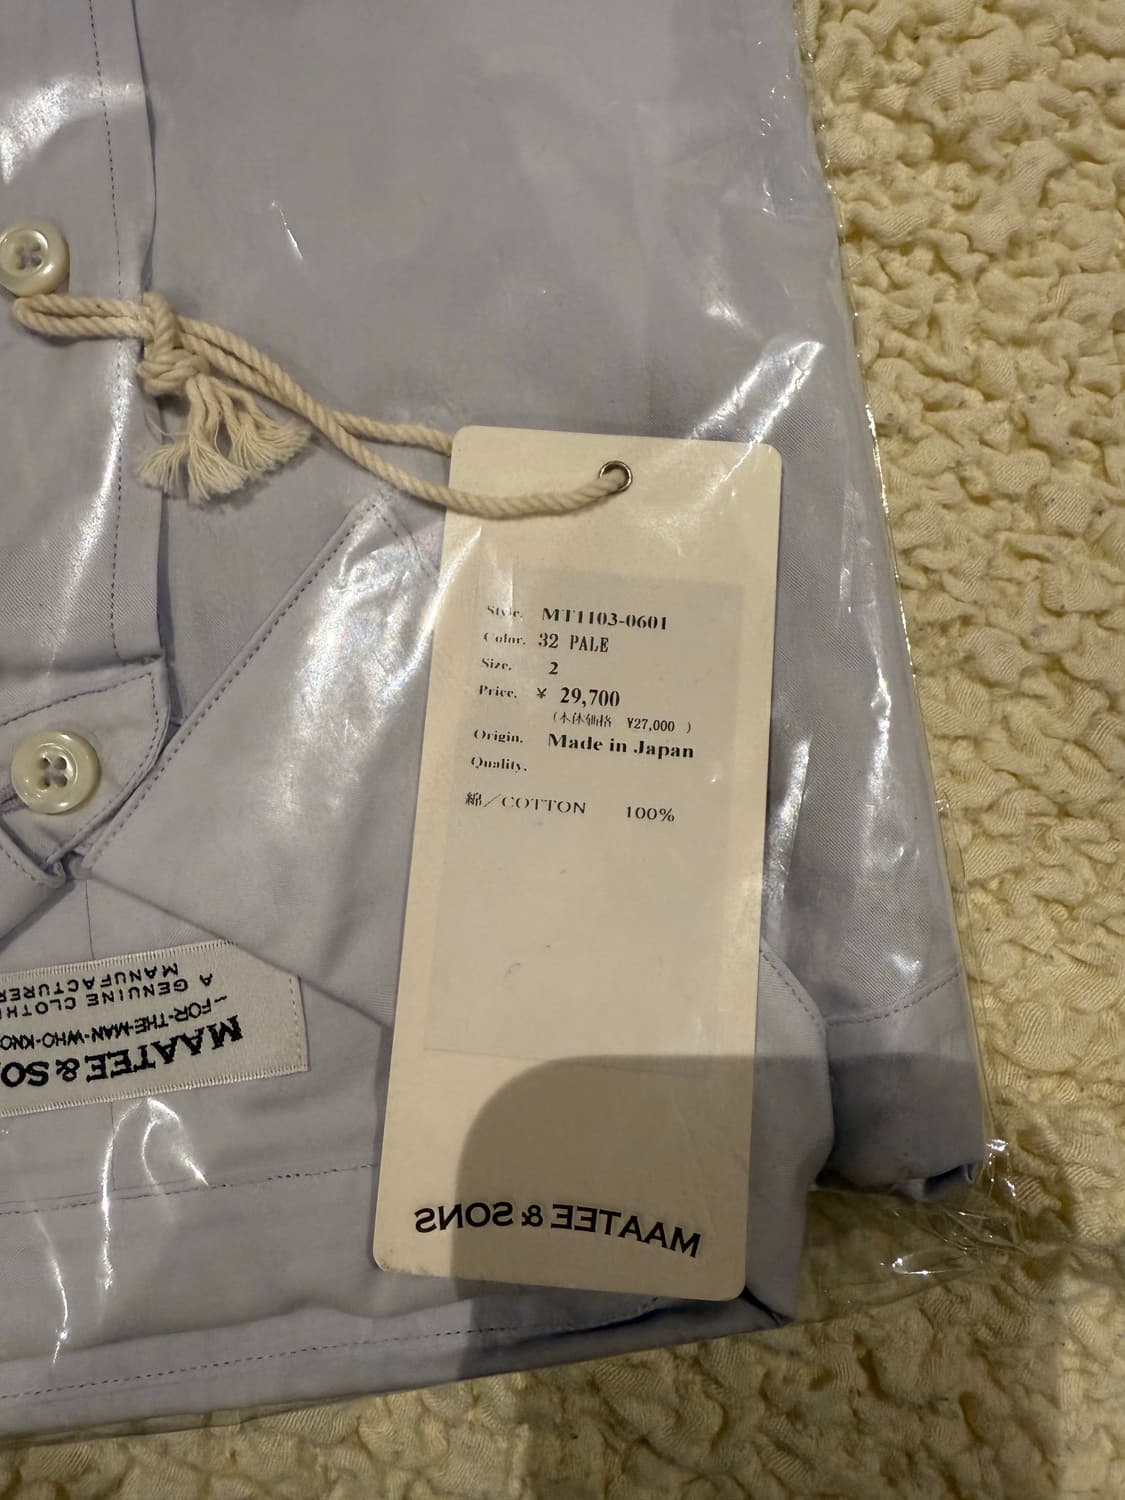 Style. MT1103-0601
Color. 32 PALE
Size. 2
Price. ¥ 29,700
(本体価格 ¥27,000 )
Origin. Made in Japan
Quality.
綿/COTTON 100%
MAATEE & SONS
MAATEE & SO
-FOR-THE-MAN-WHO-KNO
A GENUINE CLOTHI
MANUFACTURER